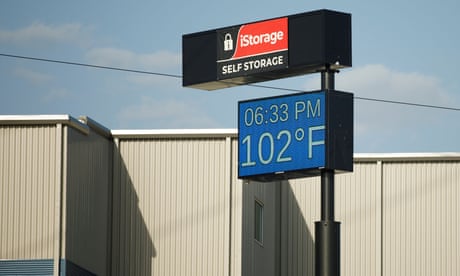 iStorage
SELF STORAGE
06:33 PM
102°F